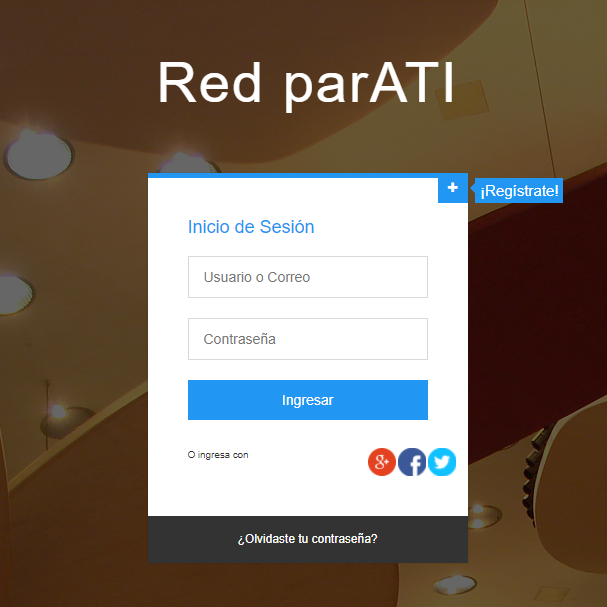 Red parATI
+
¡Regístrate!
Inicio de Sesión
Usuario o Correo
Contraseña
Ingresar
O ingresa con
g+ f
¿Olvidaste tu contraseña?